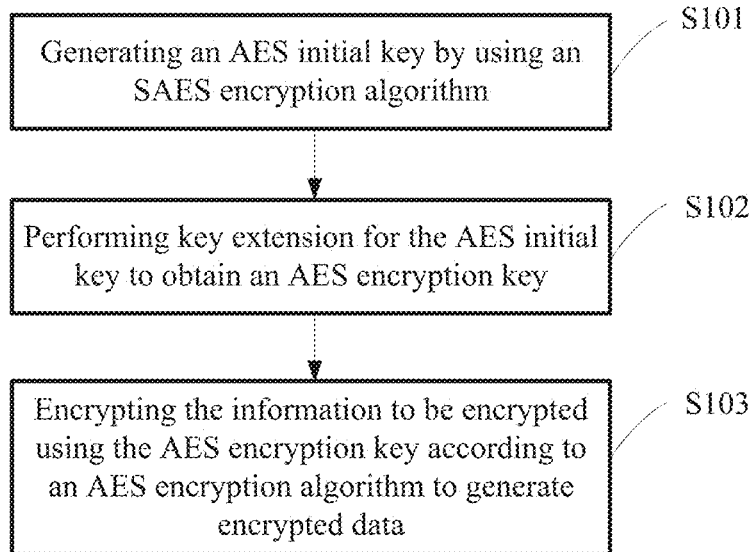 S101
Generating an AES initial key by using an
SAES encryption algorithm
S102
Performing key extension for the AES initial
key to obtain an AES encryption key
S103
Encrypting the information to be encrypted
using the AES encryption key according to
an AES encryption algorithm to generate
encrypted data